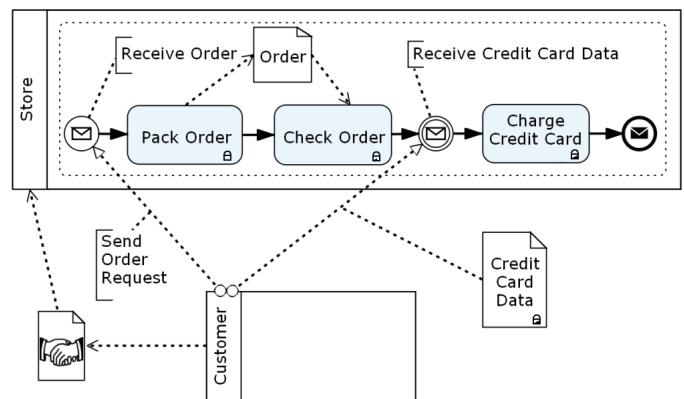 Receive Order
Order
Receive Credit Card Data
Store
Pack Order
Check Order
Charge
Credit Card
Send
Order
Request
Credit
Card
Data
Customer